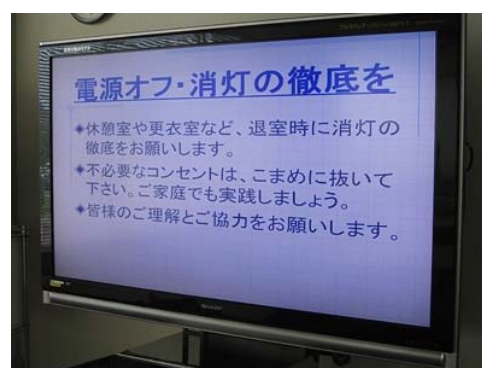 電源オフ・消灯の徹底を
◆休憩室や更衣室など、退室時に消灯の
徹底をお願いします。
◆不必要なコンセントは、こまめに抜いて
下さい。ご家庭でも実践しましょう。
◆皆様のご理解とご協力をお願いします。
SHARP